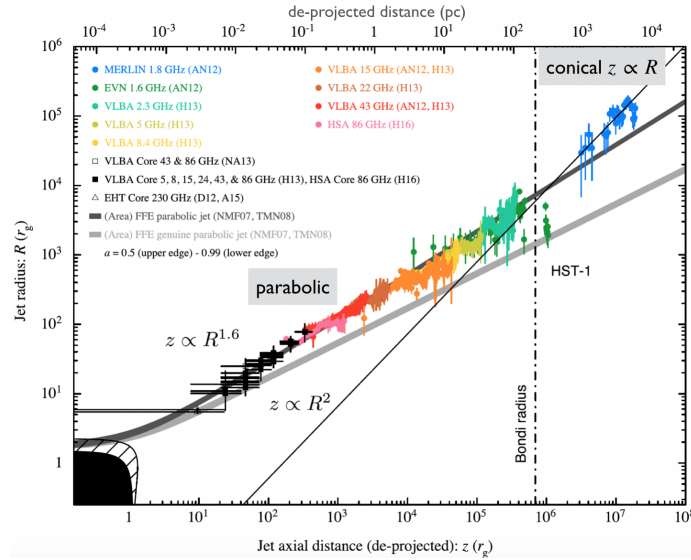 de-projected distance (pc)
10⁻⁴ 10⁻³ 10⁻² 10⁻¹ 1 10 10² 10³ 10⁴
10⁶
10⁵
10⁴
10³
10²
10¹
1
Jet radius: R (r_g)
MERLIN 1.8 GHz (AN12)
EVN 1.6 GHz (AN12)
VLBA 2.3 GHz (H13)
VLBA 5 GHz (H13)
VLBA 8.4 GHz (H13)
VLBA 15 GHz (AN12, H13)
VLBA 22 GHz (H13)
VLBA 43 GHz (AN12, H13)
HSA 86 GHz (H16)
VLBA Core 43 & 86 GHz (NA13)
VLBA Core 5, 8, 15, 24, 43, & 86 GHz (H13), HSA Core 86 GHz (H16)
EHT Core 230 GHz (D12, A15)
(Area) FFE parabolic jet (NMF07, TMN08)
(Area) FFE genuine parabolic jet (NMF07, TMN08)
a = 0.5 (upper edge) - 0.99 (lower edge)
conical z ∝ R
parabolic
z ∝ R^1.6
z ∝ R²
HST-1
Bondi radius
1 10¹ 10² 10³ 10⁴ 10⁵ 10⁶ 10⁷ 10⁸
Jet axial distance (de-projected): z (r_g)